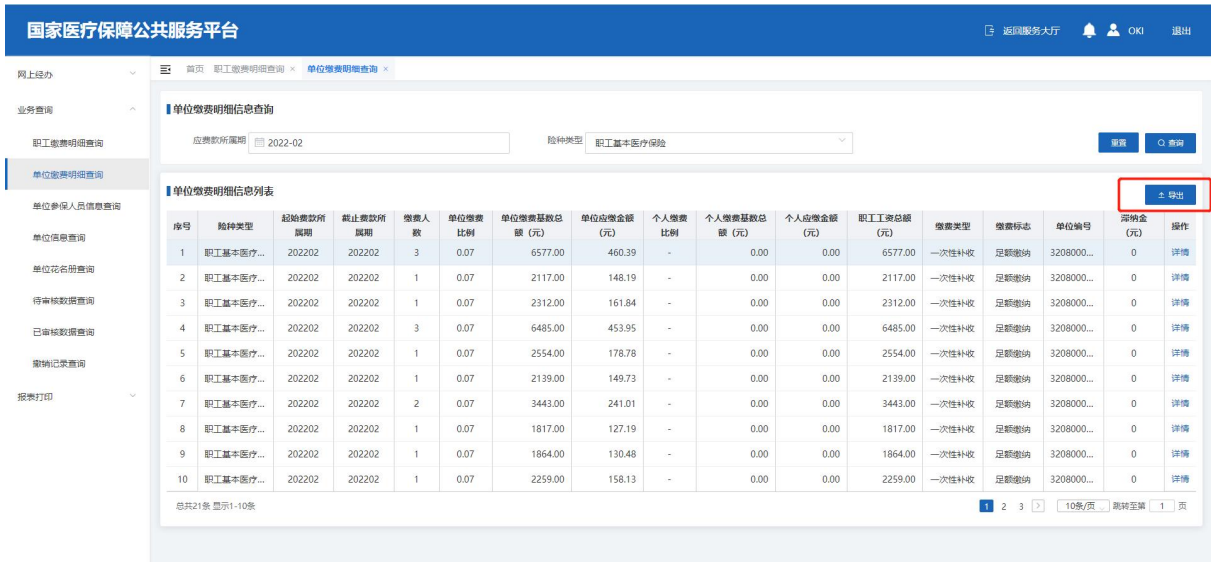 国家医疗保障公共服务平台
返回服务大厅 OKI 退出
网上经办
首页 职工缴费明细查询 × 单位缴费明细查询 ×
业务查询
职工缴费明细查询
单位缴费明细查询
单位参保人员信息查询
单位信息查询
单位花名册查询
待审核数据查询
已审核数据查询
撤销记录查询
报表打印
单位缴费明细信息查询
应费款所属期 2022-02 险种类型 职工基本医疗保险 重置 查询
单位缴费明细信息列表
导出
序号 险种类型 起始费款所属期 截止费款所属期 缴费人数 单位缴费比例 单位缴费基数总额（元） 单位应缴金额（元） 个人缴费比例 个人缴费基数总额（元） 个人应缴金额（元） 职工工资总额（元） 缴费类型 缴费标志 单位编号 滞纳金（元） 操作
1 职工基本医疗... 202202 202202 3 0.07 6577.00 460.39 - 0.00 0.00 6577.00 一次性补收 足额缴纳 3208000... 0 详情
2 职工基本医疗... 202202 202202 1 0.07 2117.00 148.19 - 0.00 0.00 2117.00 一次性补收 足额缴纳 3208000... 0 详情
3 职工基本医疗... 202202 202202 1 0.07 2312.00 161.84 - 0.00 0.00 2312.00 一次性补收 足额缴纳 3208000... 0 详情
4 职工基本医疗... 202202 202202 3 0.07 6485.00 453.95 - 0.00 0.00 6485.00 一次性补收 足额缴纳 3208000... 0 详情
5 职工基本医疗... 202202 202202 1 0.07 2554.00 178.78 - 0.00 0.00 2554.00 一次性补收 足额缴纳 3208000... 0 详情
6 职工基本医疗... 202202 202202 1 0.07 2139.00 149.73 - 0.00 0.00 2139.00 一次性补收 足额缴纳 3208000... 0 详情
7 职工基本医疗... 202202 202202 2 0.07 3443.00 241.01 - 0.00 0.00 3443.00 一次性补收 足额缴纳 3208000... 0 详情
8 职工基本医疗... 202202 202202 1 0.07 1817.00 127.19 - 0.00 0.00 1817.00 一次性补收 足额缴纳 3208000... 0 详情
9 职工基本医疗... 202202 202202 1 0.07 1864.00 130.48 - 0.00 0.00 1864.00 一次性补收 足额缴纳 3208000... 0 详情
10 职工基本医疗... 202202 202202 1 0.07 2259.00 158.13 - 0.00 0.00 2259.00 一次性补收 足额缴纳 3208000... 0 详情
总共21条 显示1-10条 1 2 3 > 10条/页 跳转至第 1 页